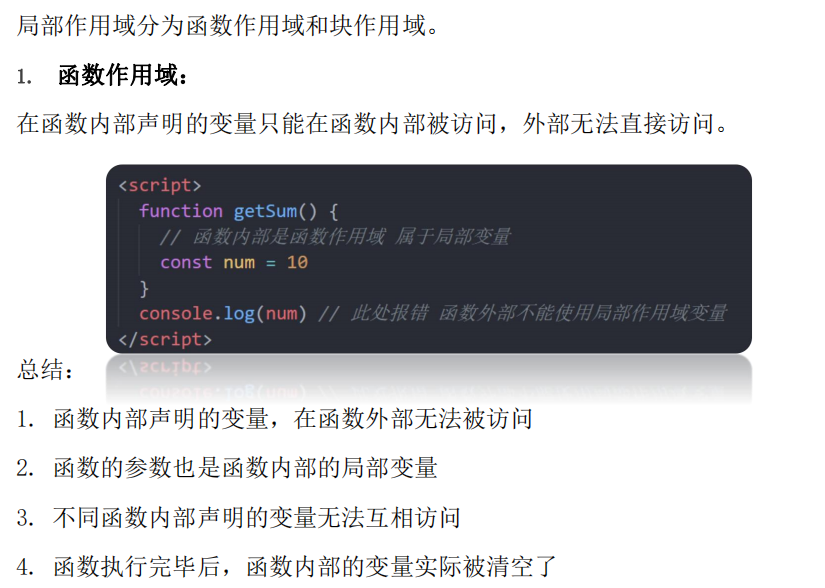 局部作用域分为函数作用域和块作用域。
1. 函数作用域：
在函数内部声明的变量只能在函数内部被访问，外部无法直接访问。
<script>
function getSum() {
// 函数内部是函数作用域 属于局部变量
const num = 10
}
console.log(num) // 此处报错 函数外部不能使用局部作用域变量
</script>
总结：
1. 函数内部声明的变量，在函数外部无法被访问
2. 函数的参数也是函数内部的局部变量
3. 不同函数内部声明的变量无法互相访问
4. 函数执行完毕后，函数内部的变量实际被清空了